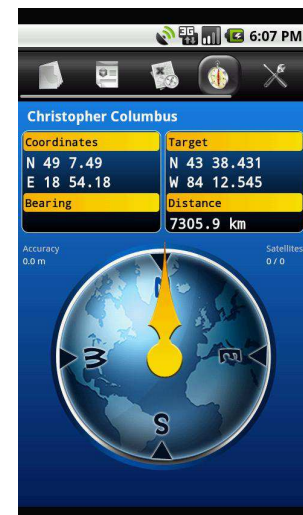 3G 6:07 PM
Christopher Columbus
Coordinates Target
N 49 7.49 N 43 38.431
E 18 54.18 W 84 12.545
Bearing Distance
7305.9 km
Accuracy Satellites
0.0 m 0 / 0
N
W E
S